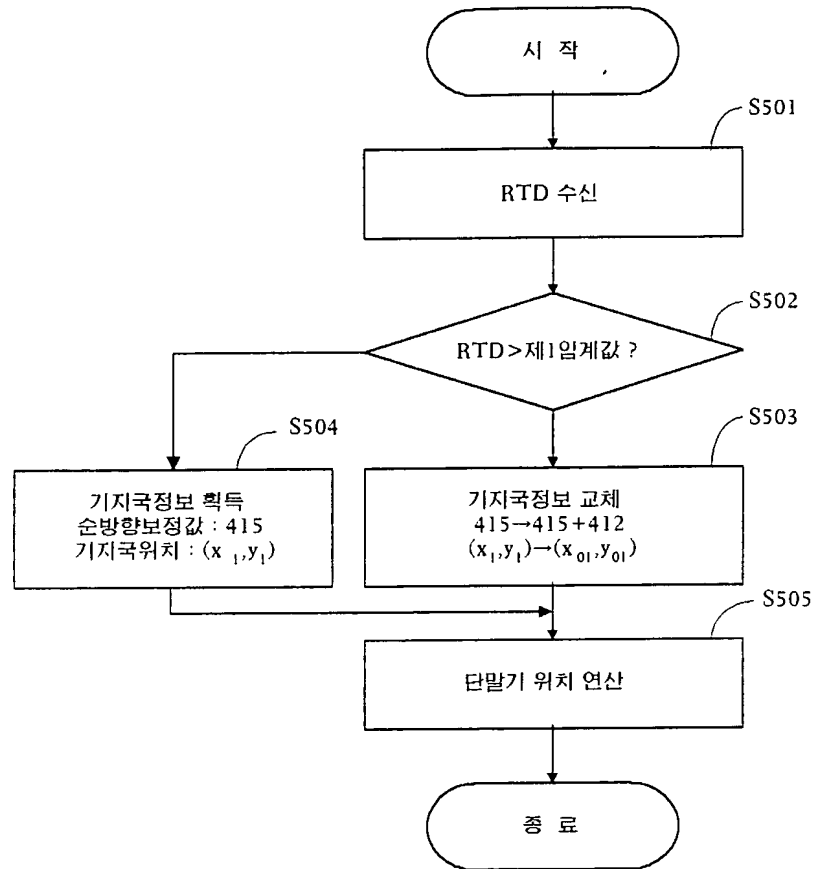 시 작
S501
RTD 수신
S502
RTD>제1임계값 ?
S504
기지국정보 획득
순방향보정값 : 415
기지국위치 : (x 1,y1)
S503
기지국정보 교체
415→415+412
(x1,y1)→(x01,y01)
S505
단말기 위치 연산
종 료